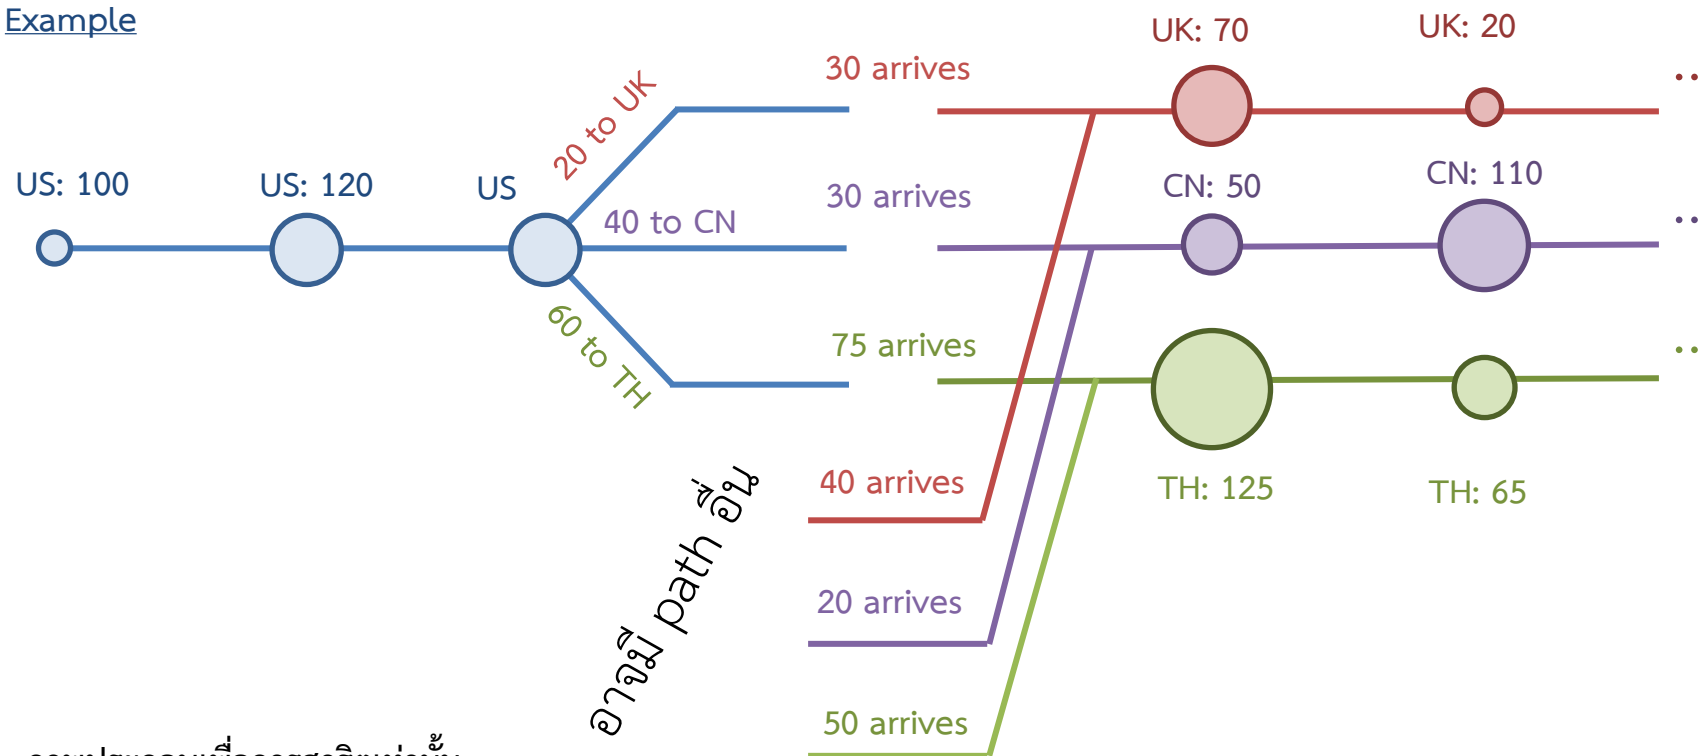 Example
UK: 70
UK: 20
30 arrives
..
20 to UK
US: 100
US: 120
US
40 to CN
30 arrives
CN: 50
CN: 110
..
60 to TH
75 arrives
..
TH: 125
TH: 65
40 arrives
อาจมี path อื่น
20 arrives
50 arrives